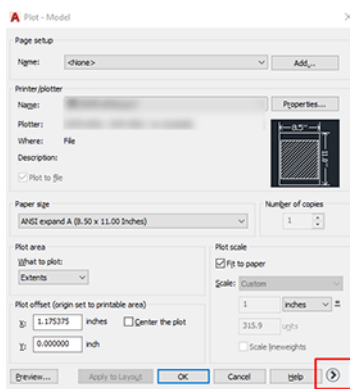 Plot - Model
Page setup
Name: <None> Add...
Printer/plotter
Name: Properties...
Plotter:
Where: File
Description:
Plot to file
8.5"
11.0"
Paper size
ANSI expand A (8.50 x 11.00 Inches)
Number of copies
1
Plot area
What to plot:
Extents
Plot scale
Fit to paper
Scale: Custom
1 inches =
315.9 units
Scale lineweights
Plot offset (origin set to printable area)
X: 1.175375 inches Center the plot
Y: 0.000000 inch
Preview... Apply to Layout OK Cancel Help